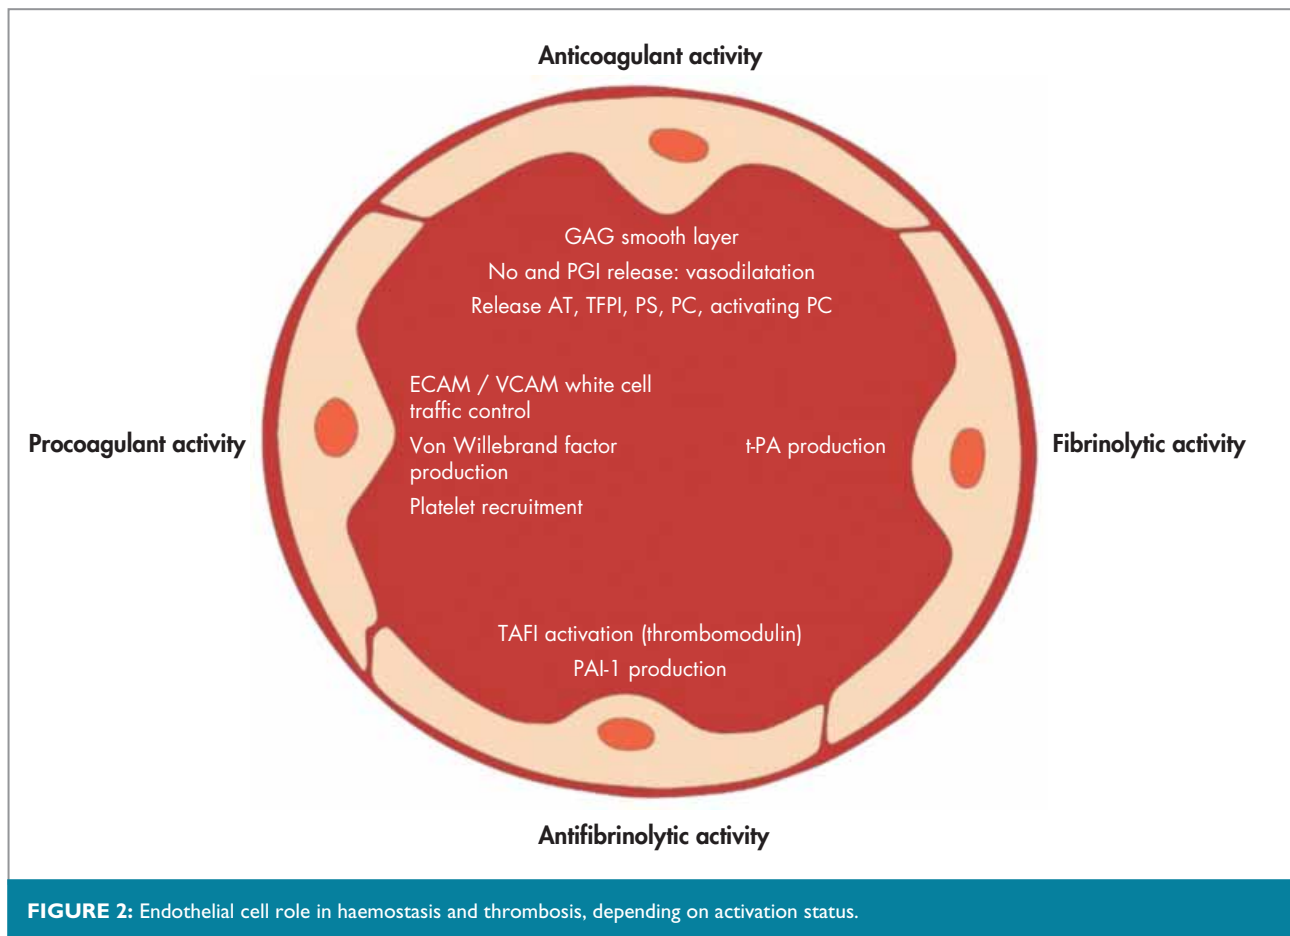 Anticoagulant activity
GAG smooth layer
No and PGI release: vasodilatation
Release AT, TFPI, PS, PC, activating PC
ECAM / VCAM white cell
traffic control
Von Willebrand factor
production
Platelet recruitment
Procoagulant activity
t-PA production
Fibrinolytic activity
TAFI activation (thrombomodulin)
PAI-1 production
Antifibrinolytic activity
FIGURE 2: Endothelial cell role in haemostasis and thrombosis, depending on activation status.